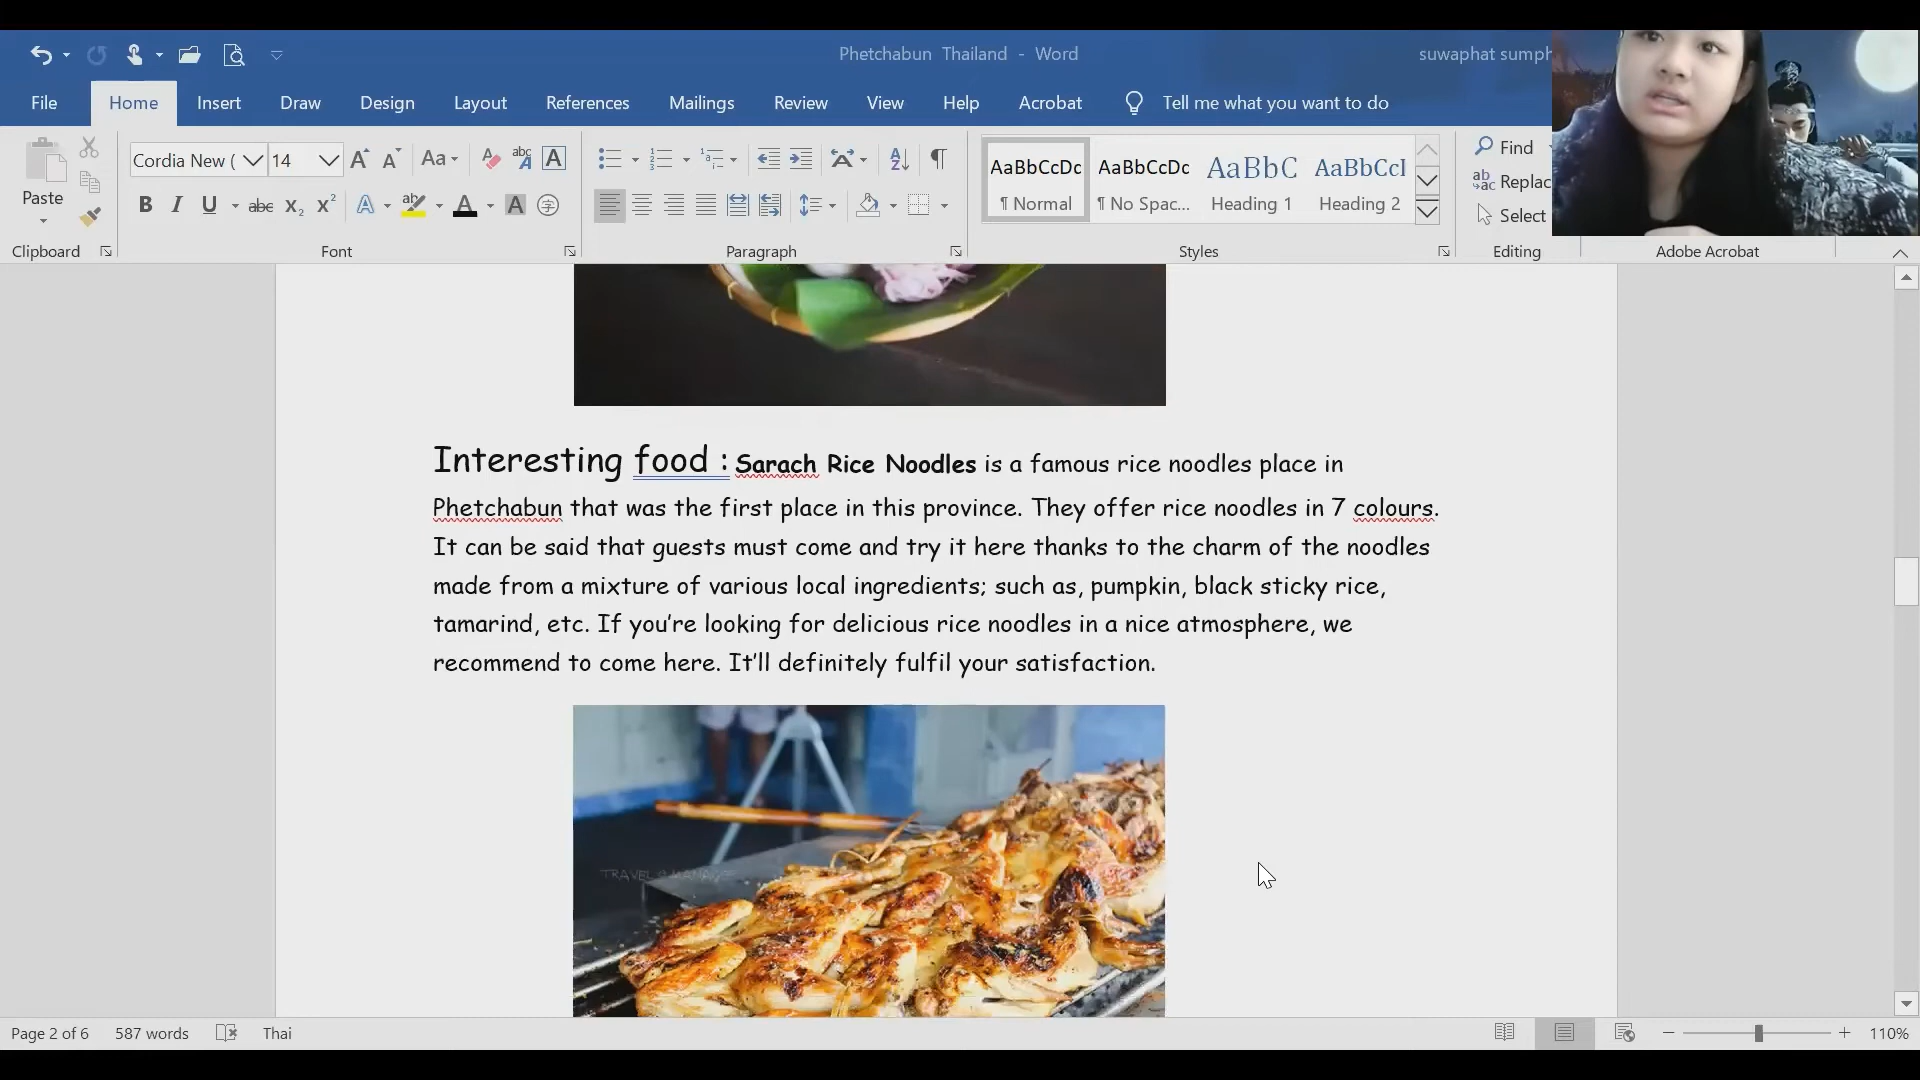 Phetchabun Thailand - Word
suwaphat sumph
File Home Insert Draw Design Layout References Mailings Review View Help Acrobat Tell me what you want to do
Paste
Clipboard
Cordia New ( 14
Aa
abc
A
B I U abc X₂ X² A ab A A 字
Font
Paragraph
AaBbCcDc AaBbCcDc AaBbC AaBbCcI
¶ Normal ¶ No Spac... Heading 1 Heading 2
Styles
Find
Replac
Select
Editing
Adobe Acrobat
Interesting food : Sarach Rice Noodles is a famous rice noodles place in
Phetchabun that was the first place in this province. They offer rice noodles in 7 colours.
It can be said that guests must come and try it here thanks to the charm of the noodles
made from a mixture of various local ingredients; such as, pumpkin, black sticky rice,
tamarind, etc. If you’re looking for delicious rice noodles in a nice atmosphere, we
recommend to come here. It’ll definitely fulfil your satisfaction.
Page 2 of 6 587 words Thai 110%